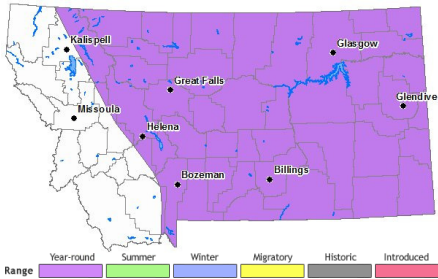 Kalispell
Glasgow
Great Falls
Glendive
Missoula
Helena
Bozeman
Billings
Year-round Summer Winter Migratory Historic Introduced
Range